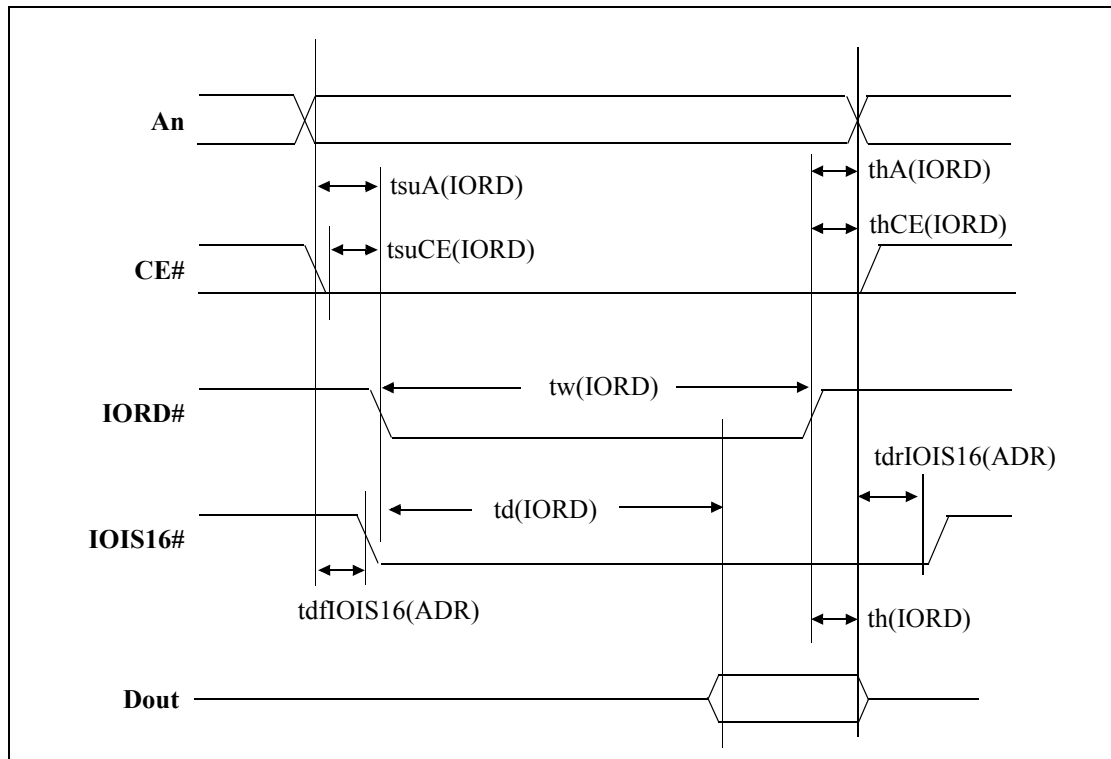 An
tsuA(IORD)
thA(IORD)
thCE(IORD)
tsuCE(IORD)
CE#
tw(IORD)
IORD#
tdrIOIS16(ADR)
td(IORD)
IOIS16#
tdfIOIS16(ADR)
th(IORD)
Dout